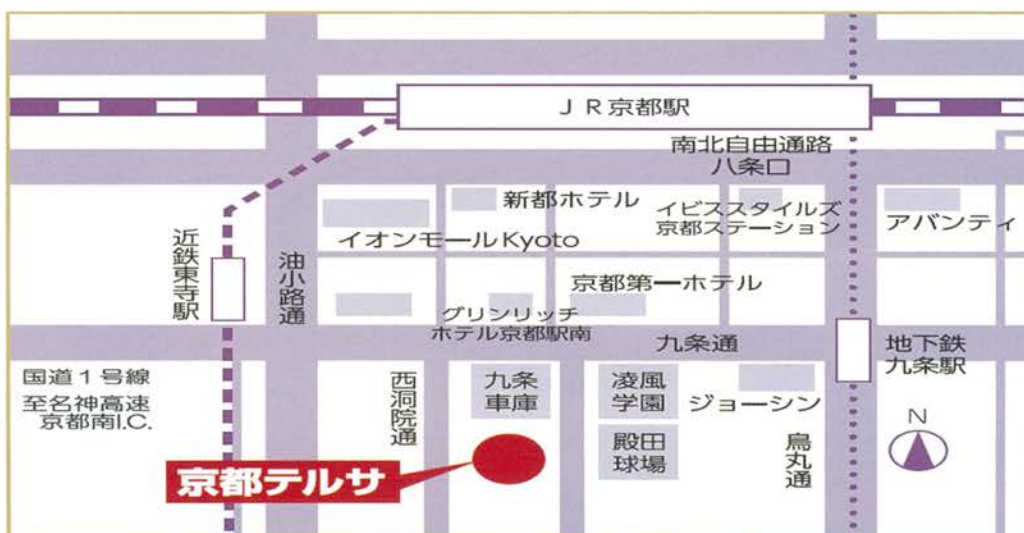 JR京都駅
南北自由通路
八条口
新都ホテル
イビススタイルズ
京都ステーション
アバンティ
イオンモールKyoto
近鉄東寺駅
油小路通
京都第一ホテル
グリンリッチ
ホテル京都駅南
九条通
地下鉄
九条駅
国道1号線
至名神高速
京都南I.C.
西洞院通
九条
車庫
凌風
学園
ジョーシン
烏丸通
N
殿田
球場
京都テルサ